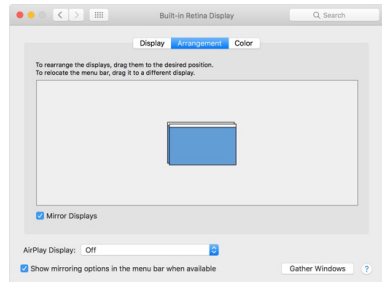 Built-in Retina Display
Search
Display Arrangement Color
To rearrange the displays, drag them to the desired position.
To relocate the menu bar, drag it to a different display.
Mirror Displays
AirPlay Display: Off
Show mirroring options in the menu bar when available
Gather Windows ?